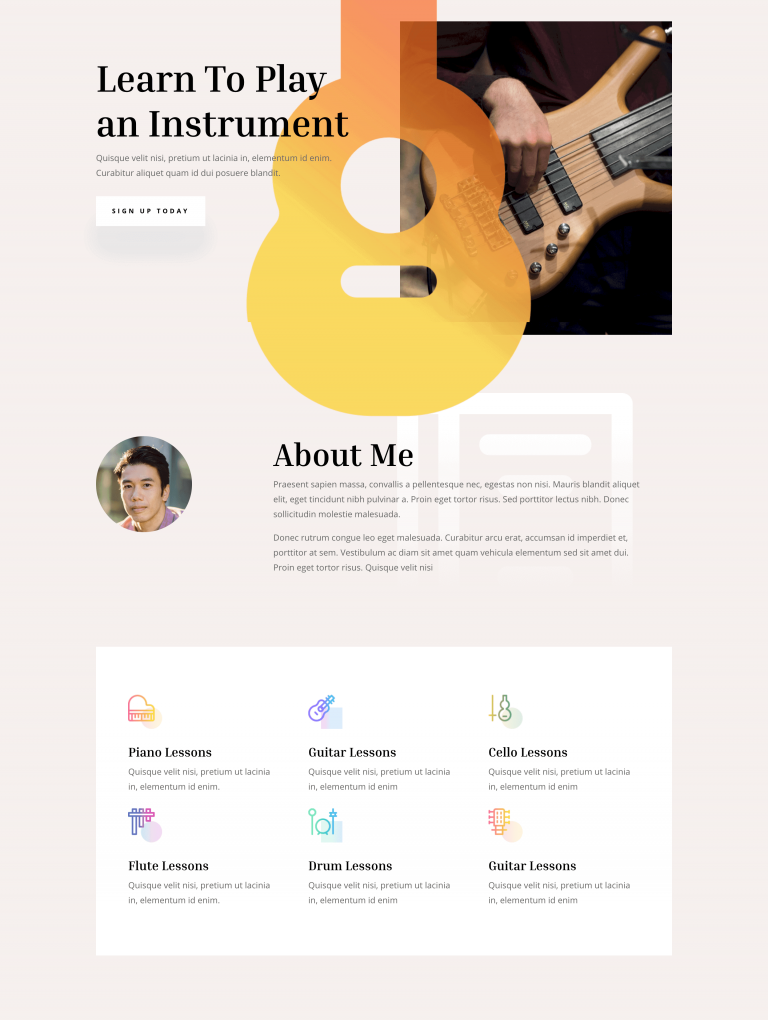 Learn To Play
an Instrument
Quisque velit nisi, pretium ut lacinia in, elementum id enim.
Curabitur aliquet quam id dui posuere blandit.
SIGN UP TODAY
About Me
Praesent sapien massa, convallis a pellentesque nec, egestas non nisi. Mauris blandit aliquet
elit, eget tincidunt nibh pulvinar a. Proin eget tortor risus. Sed porttitor lectus nibh. Donec
sollicitudin molestie malesuada.
Donec rutrum congue leo eget malesuada. Curabitur arcu erat, accumsan id imperdiet et,
porttitor at sem. Vestibulum ac diam sit amet quam vehicula elementum sed sit amet dui.
Proin eget tortor risus. Quisque velit nisi
Piano Lessons
Quisque velit nisi, pretium ut lacinia
in, elementum id enim.
Guitar Lessons
Quisque velit nisi, pretium ut lacinia
in, elementum id enim
Cello Lessons
Quisque velit nisi, pretium ut lacinia
in, elementum id enim
Flute Lessons
Quisque velit nisi, pretium ut lacinia
in, elementum id enim.
Drum Lessons
Quisque velit nisi, pretium ut lacinia
in, elementum id enim
Guitar Lessons
Quisque velit nisi, pretium ut lacinia
in, elementum id enim